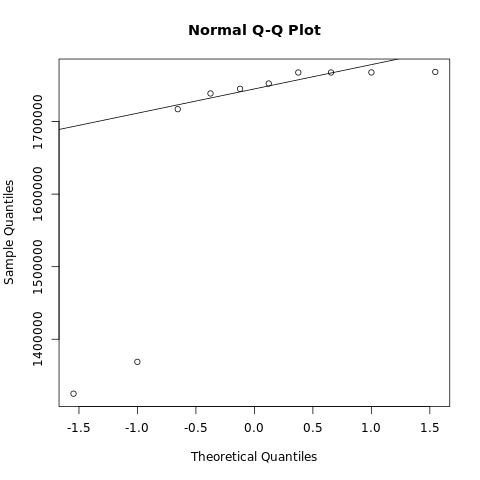 Normal Q-Q Plot
1700000
1600000
1500000
1400000
Sample Quantiles
-1.5 -1.0 -0.5 0.0 0.5 1.0 1.5
Theoretical Quantiles